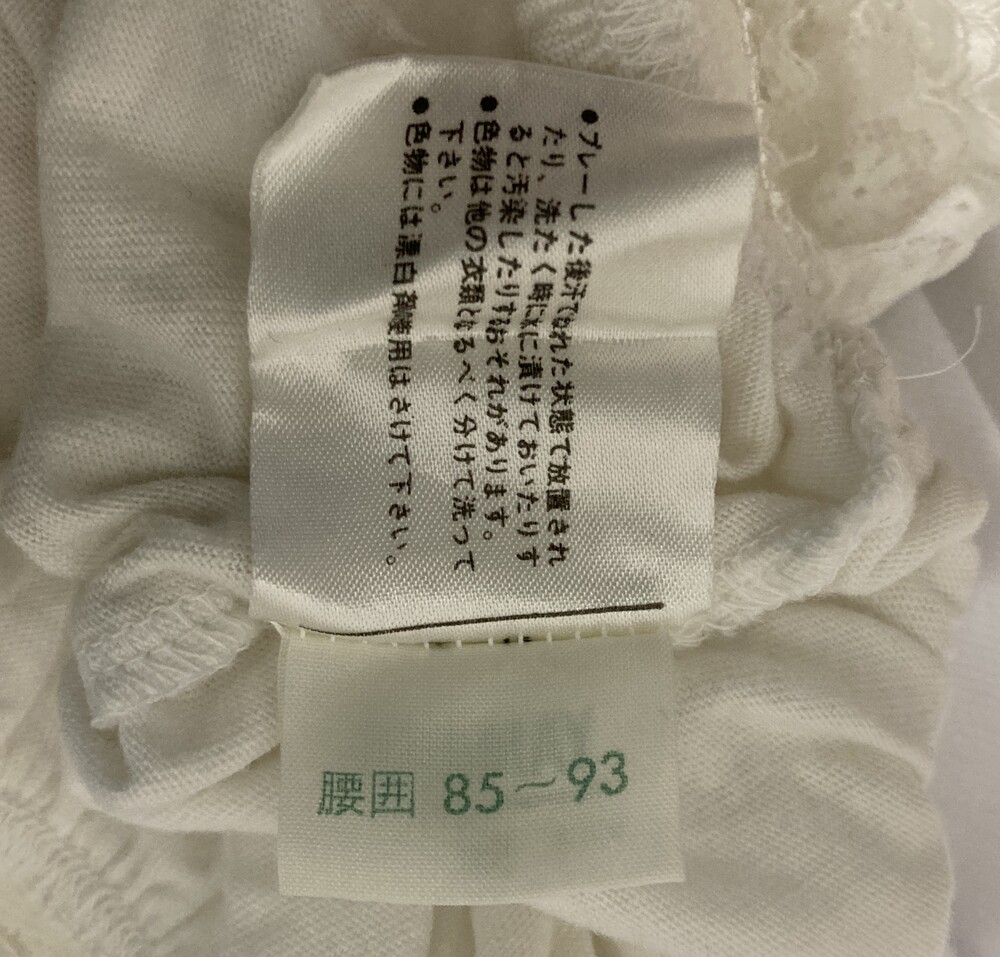 ●プレーした後汗でぬれた状態で放置され
たり、洗たく時に水に漬けておいたりす
ると汚染したりするおそれがあります。
●色物は他の衣類となるべく分けて洗って
下さい。
●色物には漂白剤使用はさけて下さい。
腰囲 85～93